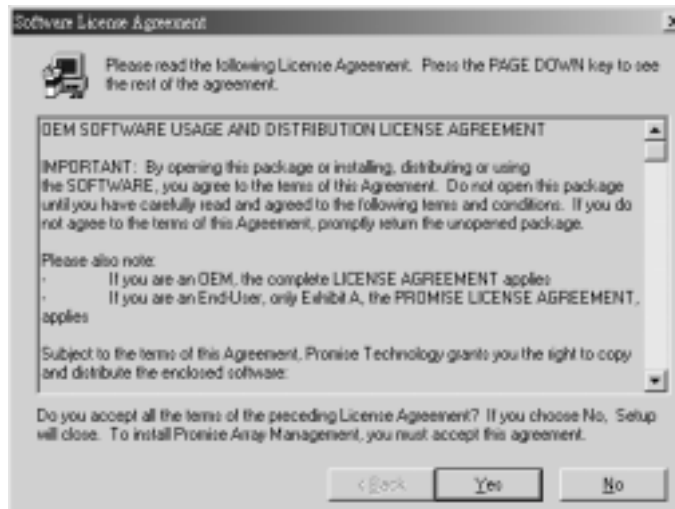 Software License Agreement
Please read the following License Agreement. Press the PAGE DOWN key to see
the rest of the agreement.
OEM SOFTWARE USAGE AND DISTRIBUTION LICENSE AGREEMENT
IMPORTANT: By opening this package or installing, distributing or using
the SOFTWARE, you agree to the terms of this Agreement. Do not open this package
until you have carefully read and agreed to the following terms and conditions. If you do
not agree to the terms of this Agreement, promptly return the unopened package.
Please also note:
- If you are an OEM, the complete LICENSE AGREEMENT applies
- If you are an End-User, only Exhibit A, the PROMISE LICENSE AGREEMENT,
applies
Subject to the terms of this Agreement, Promise Technology grants you the right to copy
and distribute the enclosed software:
Do you accept all the terms of the preceding License Agreement? If you choose No, Setup
will close. To install Promise Array Management, you must accept this agreement.
< Back Yes No